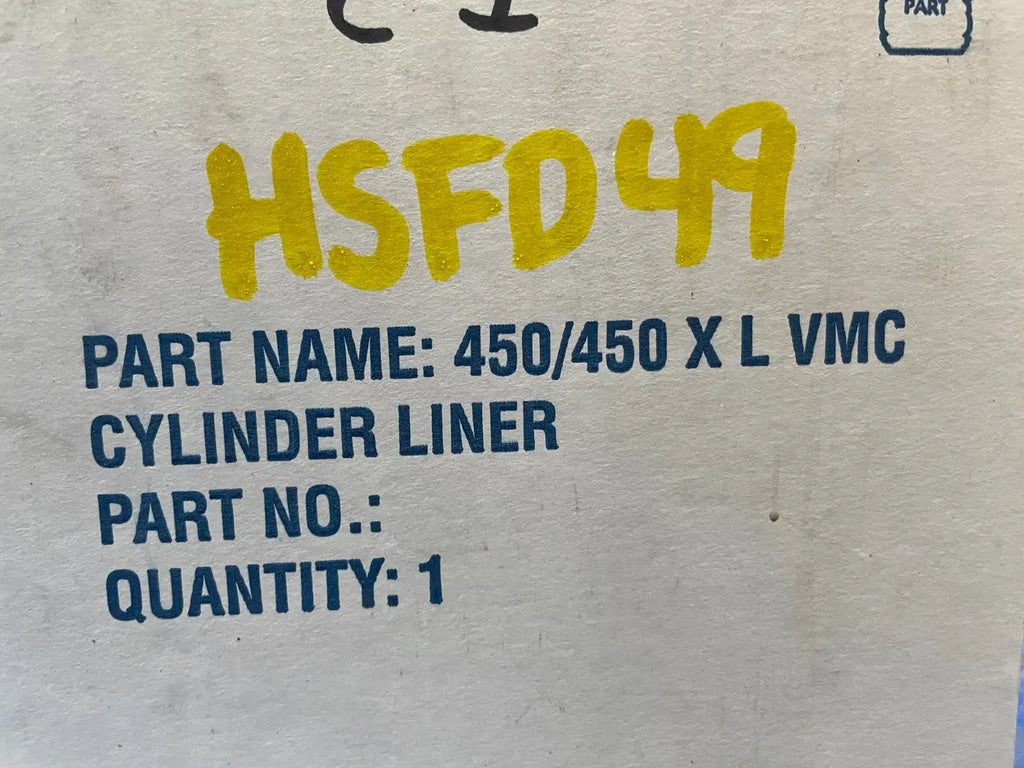 PART
HSFD49
PART NAME: 450/450 X L VMC
CYLINDER LINER
PART NO.:
QUANTITY: 1